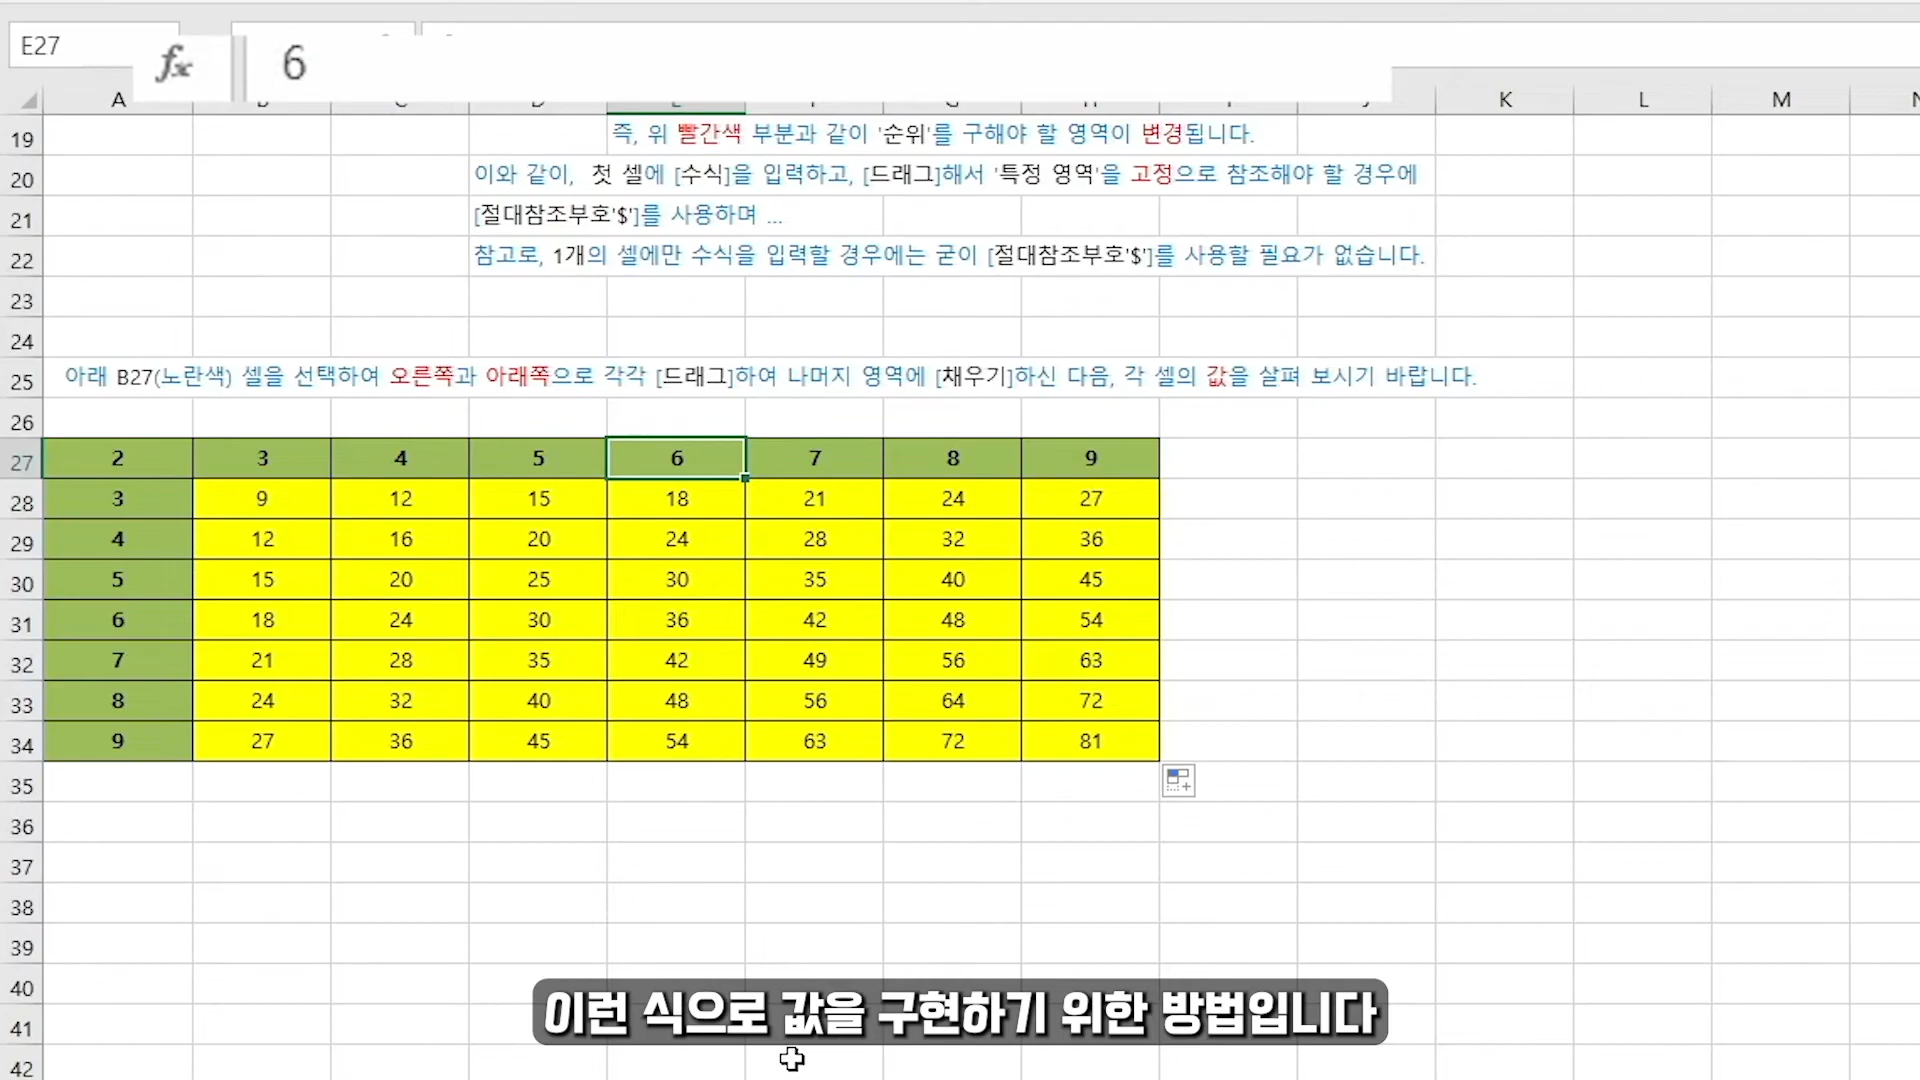 E27
fx 6
A K L M
19 즉, 위 빨간색 부분과 같이 '순위'를 구해야 할 영역이 변경됩니다.
20 이와 같이, 첫 셀에 [수식]을 입력하고, [드래그]해서 '특정 영역'을 고정으로 참조해야 할 경우에
21 [절대참조부호'$']를 사용하며 ...
22 참고로, 1개의 셀에만 수식을 입력할 경우에는 굳이 [절대참조부호'$']를 사용할 필요가 없습니다.
23
24
25 아래 B27(노란색) 셀을 선택하여 오른쪽과 아래쪽으로 각각 [드래그]하여 나머지 영역에 [채우기]하신 다음, 각 셀의 값을 살펴 보시기 바랍니다.
26
27 2 3 4 5 6 7 8 9
28 3 9 12 15 18 21 24 27
29 4 12 16 20 24 28 32 36
30 5 15 20 25 30 35 40 45
31 6 18 24 30 36 42 48 54
32 7 21 28 35 42 49 56 63
33 8 24 32 40 48 56 64 72
34 9 27 36 45 54 63 72 81
35
36
37
38
39
40
이런 식으로 값을 구현하기 위한 방법입니다
41
42